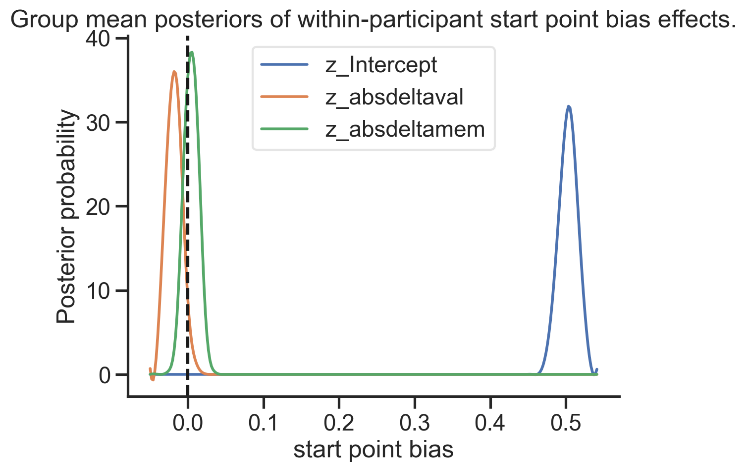 Group mean posteriors of within-participant start point bias effects.
40
30
20
10
0
Posterior probability
z_Intercept
z_absdeltaval
z_absdeltamem
0.0 0.1 0.2 0.3 0.4 0.5
start point bias